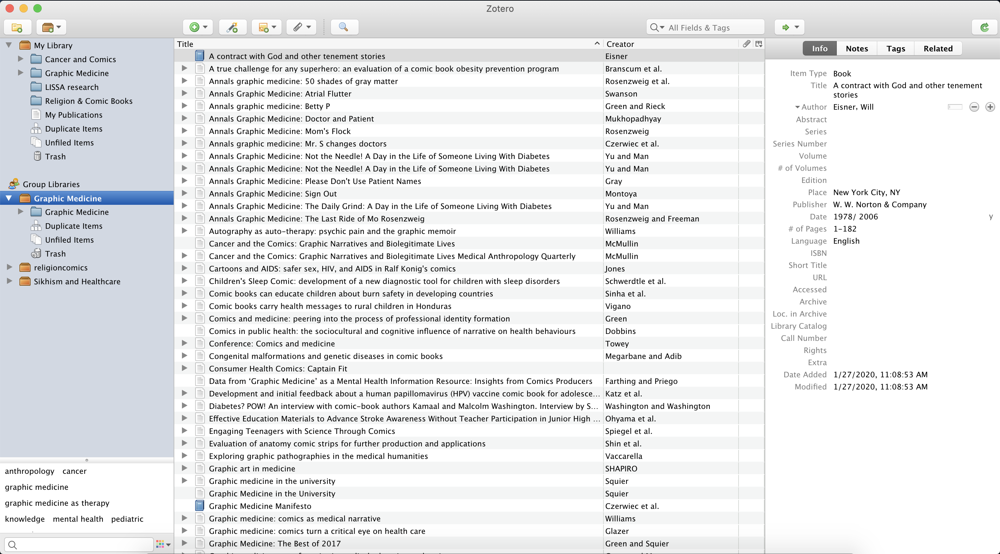 Zotero
All Fields & Tags
My Library
Cancer and Comics
Graphic Medicine
LISSA research
Religion & Comic Books
My Publications
Duplicate Items
Unfiled Items
Trash
Group Libraries
Graphic Medicine
Graphic Medicine
Duplicate Items
Unfiled Items
Trash
religioncomics
Sikhism and Healthcare
anthropology cancer
graphic medicine
graphic medicine as therapy
knowledge mental health pediatric
Title Creator
A contract with God and other tenement stories Eisner
A true challenge for any superhero: an evaluation of a comic book obesity prevention program Branscum et al.
Annals graphic medicine: 50 shades of gray matter Rosenzweig et al.
Annals Graphic Medicine: Atrial Flutter Swanson
Annals graphic medicine: Betty P Green and Rieck
Annals Graphic Medicine: Doctor and Patient Mukhopadhyay
Annals Graphic Medicine: Mom's Flock Rosenzweig
Annals graphic medicine: Mr. S changes doctors Czerwiec et al.
Annals Graphic Medicine: Not the Needle! A Day in the Life of Someone Living With Diabetes Yu and Man
Annals Graphic Medicine: Not the Needle! A Day in the Life of Someone Living With Diabetes Yu and Man
Annals Graphic Medicine: Please Don't Use Patient Names Gray
Annals Graphic Medicine: Sign Out Montoya
Annals Graphic Medicine: The Daily Grind: A Day in the Life of Someone Living With Diabetes Yu and Man
Annals Graphic Medicine: The Last Ride of Mo Rosenzweig Rosenzweig and Freeman
Autography as auto-therapy: psychic pain and the graphic memoir Williams
Cancer and the Comics: Graphic Narratives and Biolegitimate Lives McMullin
Cancer and the Comics: Graphic Narratives and Biolegitimate Lives Medical Anthropology Quarterly McMullin
Cartoons and AIDS: safer sex, HIV, and AIDS in Ralf Konig's comics Jones
Children's Sleep Comic: development of a new diagnostic tool for children with sleep disorders Schwerdtle et al.
Comic books can educate children about burn safety in developing countries Sinha et al.
Comic books carry health messages to rural children in Honduras Vigano
Comics and medicine: peering into the process of professional identity formation Green
Comics in public health: the sociocultural and cognitive influence of narrative on health behaviours Dobbins
Conference: Comics and medicine Towey
Congenital malformations and genetic diseases in comic books Megarbane and Adib
Consumer Health Comics: Captain Fit
Data from ‘Graphic Medicine’ as a Mental Health Information Resource: Insights from Comics Producers Farthing and Priego
Development and initial feedback about a human papillomavirus (HPV) vaccine comic book for adolesce... Katz et al.
Diabetes? POW! An interview with comic-book authors Kamaal and Malcolm Washington. Interview by S... Washington and Washington
Effective Education Materials to Advance Stroke Awareness Without Teacher Participation in Junior High ... Ohyama et al.
Engaging Teenagers with Science Through Comics Spiegel et al.
Evaluation of anatomy comic strips for further production and applications Shin et al.
Exploring graphic pathographies in the medical humanities Vaccarella
Graphic art in medicine SHAPIRO
Graphic medicine in the university Squier
Graphic Medicine in the University Squier
Graphic Medicine Manifesto Czerwiec et al.
Graphic medicine: comics as medical narrative Williams
Graphic medicine: comics turn a critical eye on health care Glazer
Graphic Medicine: The Best of 2017 Green and Squier
Info Notes Tags Related
Item Type Book
Title A contract with God and other tenement
stories
Author Eisner, Will
Abstract
Series
Series Number
Volume
# of Volumes
Edition
Place New York City, NY
Publisher W. W. Norton & Company
Date 1978/ 2006 y
# of Pages 1-182
Language English
ISBN
Short Title
URL
Accessed
Archive
Loc. in Archive
Library Catalog
Call Number
Rights
Extra
Date Added 1/27/2020, 11:08:53 AM
Modified 1/27/2020, 11:08:53 AM